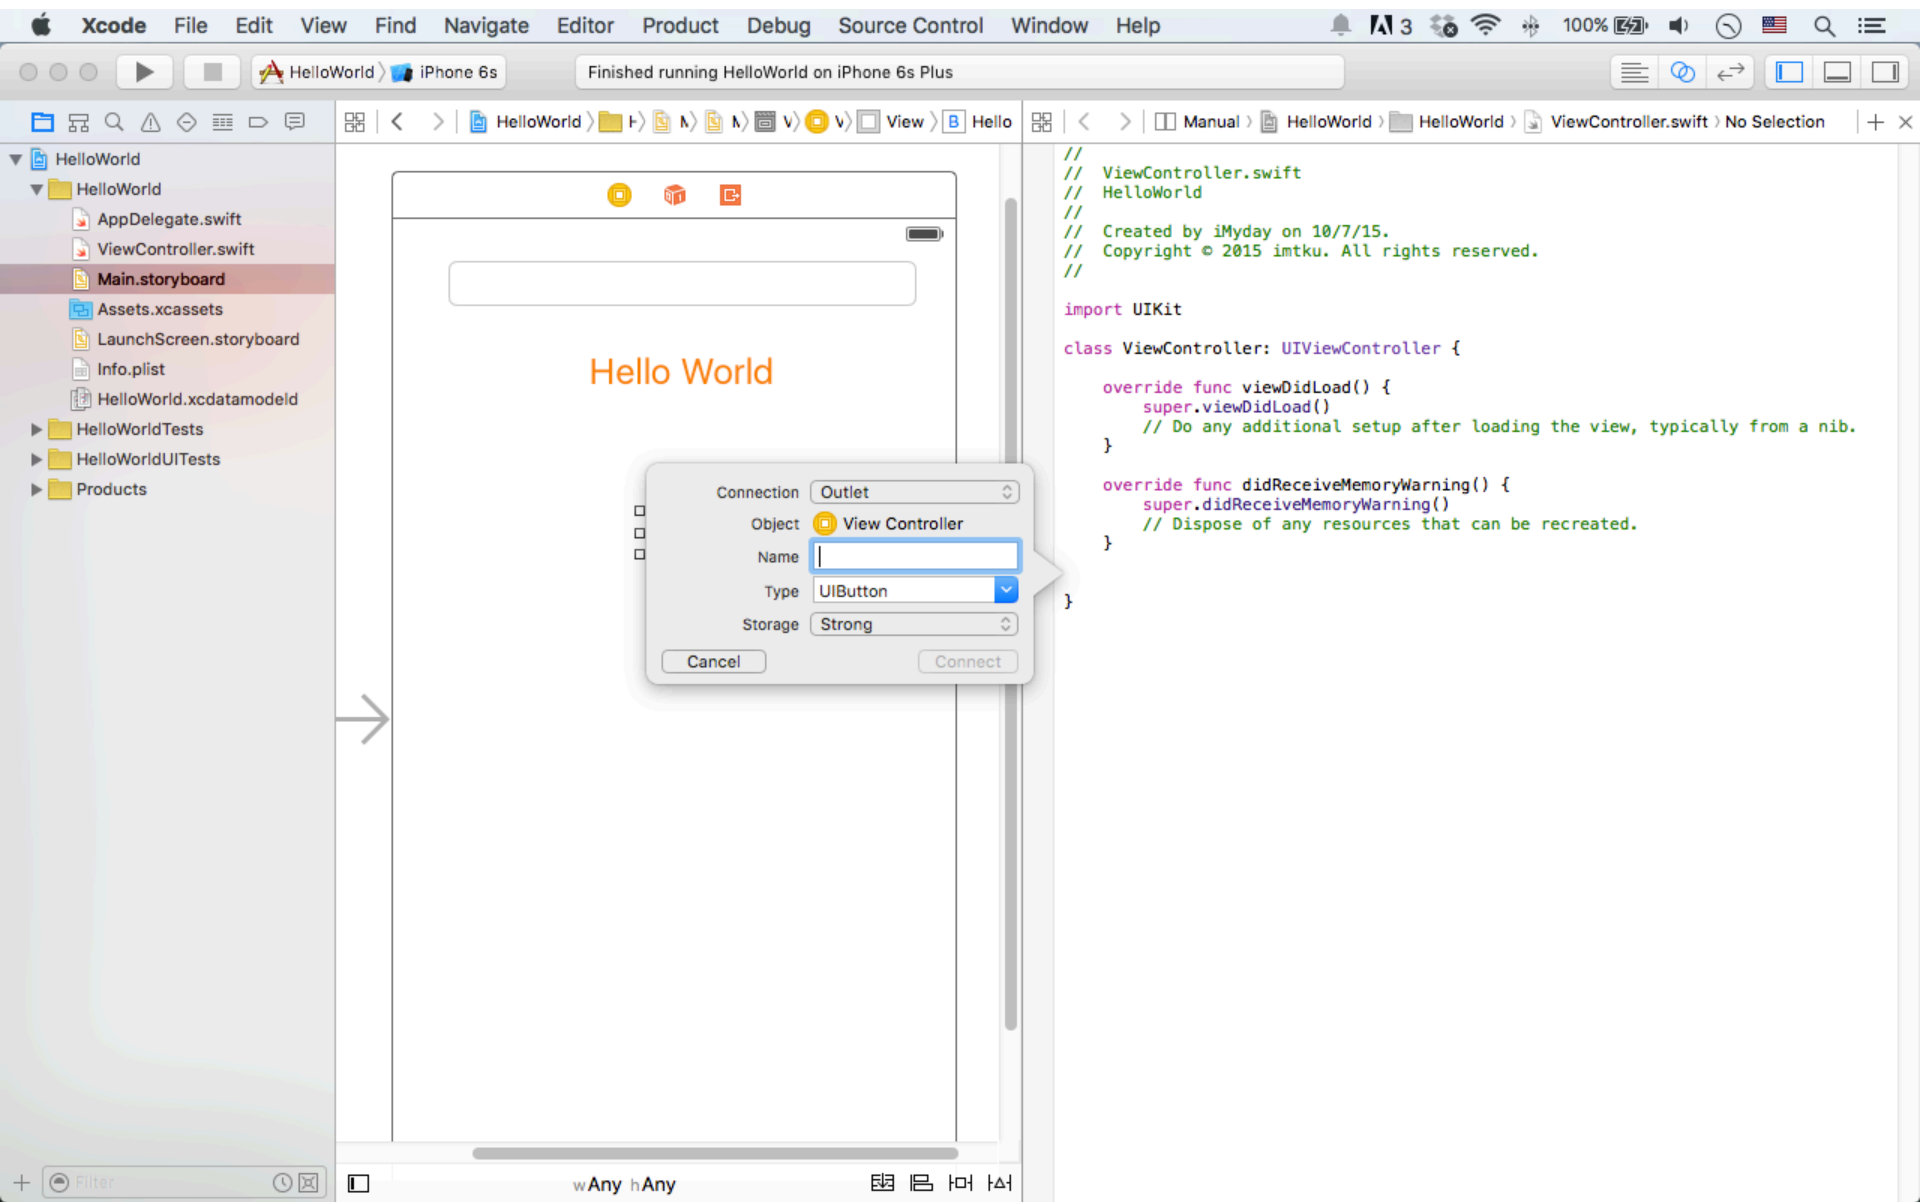 Xcode File Edit View Find Navigate Editor Product Debug Source Control Window Help 3 100%
HelloWorld iPhone 6s Finished running HelloWorld on iPhone 6s Plus
HelloWorld View B Hello Manual HelloWorld HelloWorld ViewController.swift No Selection
HelloWorld
HelloWorld
AppDelegate.swift
ViewController.swift
Main.storyboard
Assets.xcassets
LaunchScreen.storyboard
Info.plist
HelloWorld.xcdatamodeld
HelloWorldTests
HelloWorldUITests
Products
Filter
Hello World
Connection Outlet
Object View Controller
Name
Type UIButton
Storage Strong
Cancel Connect
wAny hAny
//
// ViewController.swift
// HelloWorld
//
// Created by iMyday on 10/7/15.
// Copyright © 2015 imtku. All rights reserved.
//
import UIKit
class ViewController: UIViewController {
override func viewDidLoad() {
super.viewDidLoad()
// Do any additional setup after loading the view, typically from a nib.
}
override func didReceiveMemoryWarning() {
super.didReceiveMemoryWarning()
// Dispose of any resources that can be recreated.
}
}